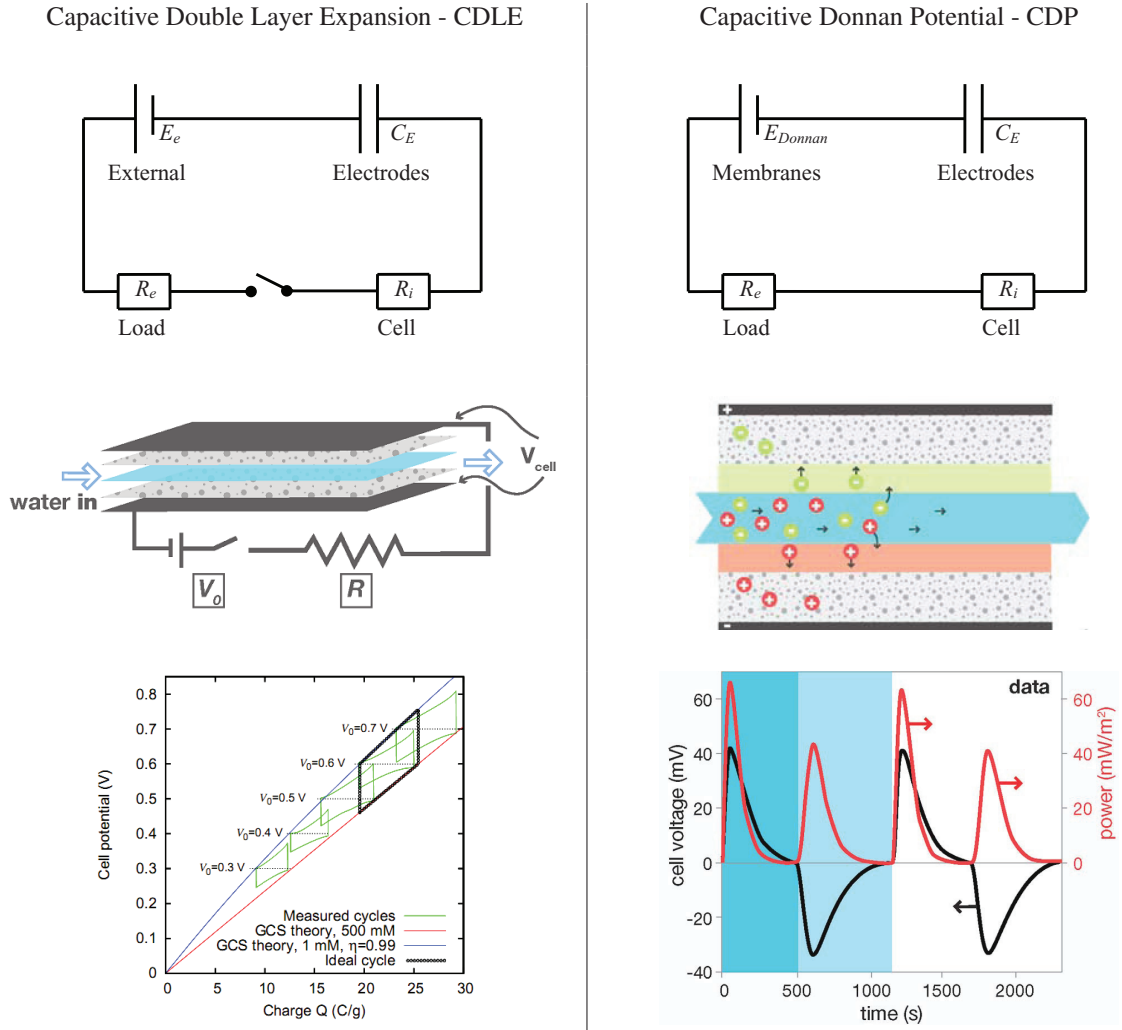 Capacitive Double Layer Expansion - CDLE
E_e
C_E
External
Electrodes
R_e
R_i
Load
Cell
water in
V_cell
V_0
R
Cell potential (V)
0.8
0.7
0.6
0.5
0.4
0.3
0.2
0.1
0
V_0=0.7 V
V_0=0.6 V
V_0=0.5 V
V_0=0.4 V
V_0=0.3 V
Measured cycles
GCS theory, 500 mM
GCS theory, 1 mM, η=0.99
Ideal cycle
0 5 10 15 20 25 30
Charge Q (C/g)
Capacitive Donnan Potential - CDP
E_Donnan
C_E
Membranes
Electrodes
R_e
R_i
Load
Cell
data
cell voltage (mV)
60
40
20
0
-20
-40
power (mW/m²)
60
40
20
0
0 500 1000 1500 2000
time (s)